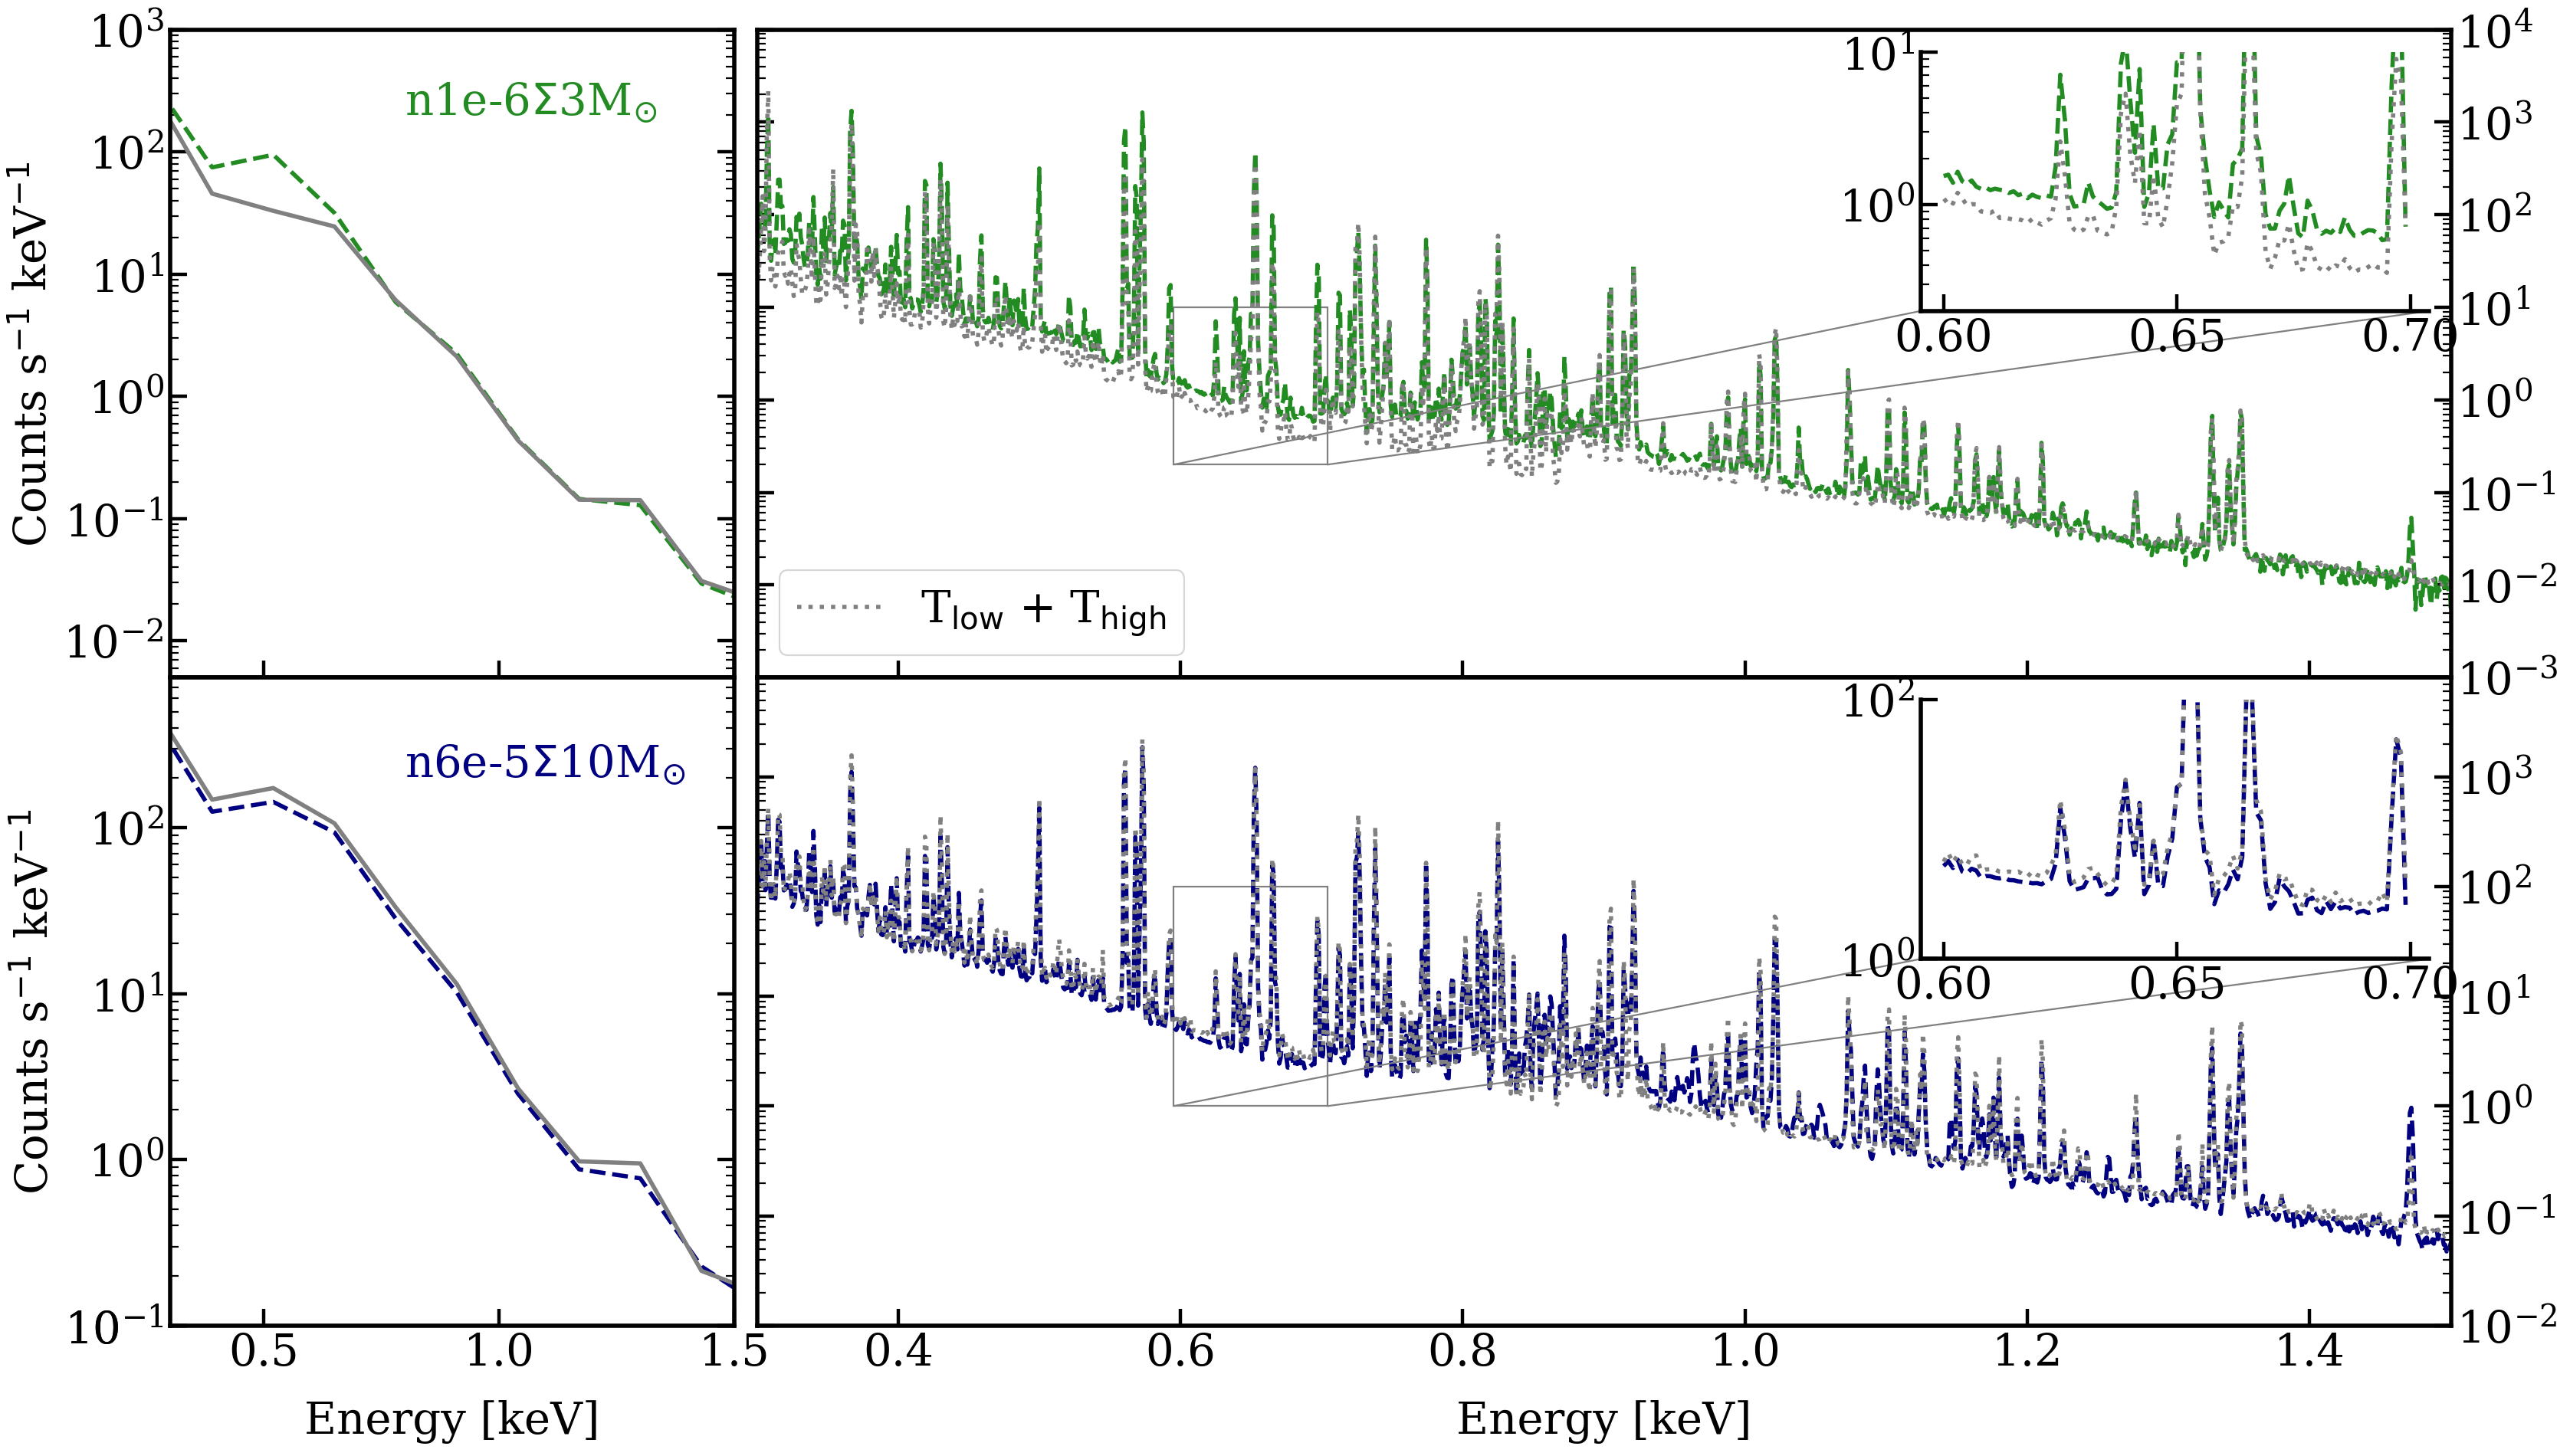 10³
10²
10¹
10⁰
10⁻¹
10⁻²
Counts s⁻¹ keV⁻¹
n1e-6Σ3M☉
T_low + T_high
10¹
10⁰
0.60 0.65 0.70
10⁴
10³
10²
10¹
10⁰
10⁻¹
10⁻²
10⁻³
10²
10¹
10⁰
10⁻¹
Counts s⁻¹ keV⁻¹
n6e-5Σ10M☉
0.5 1.0 1.5
Energy [keV]
10²
10⁰
0.60 0.65 0.70
10³
10²
10¹
10⁰
10⁻¹
10⁻²
0.4 0.6 0.8 1.0 1.2 1.4
Energy [keV]